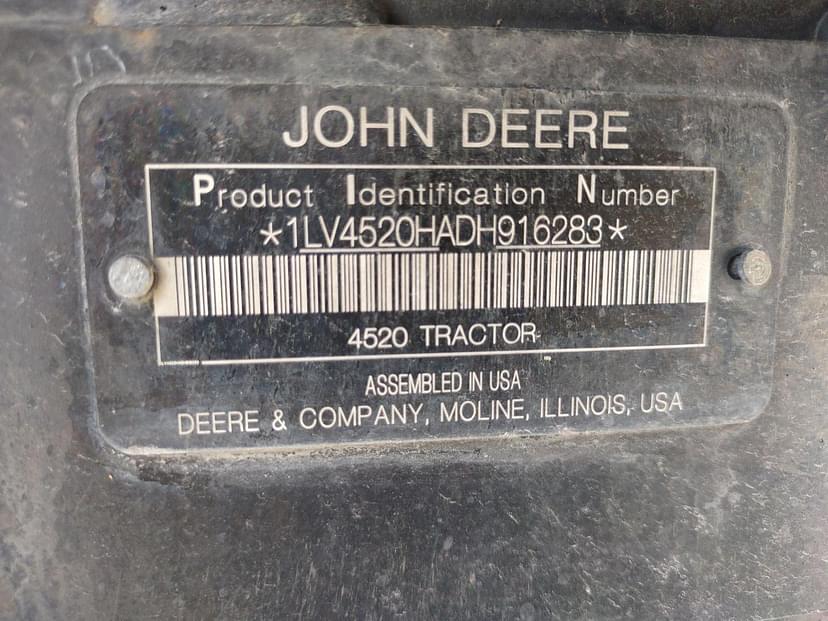 JOHN DEERE
Product Identification Number
*1LV4520HADH916283*
4520 TRACTOR
ASSEMBLED IN USA
DEERE & COMPANY, MOLINE, ILLINOIS, USA